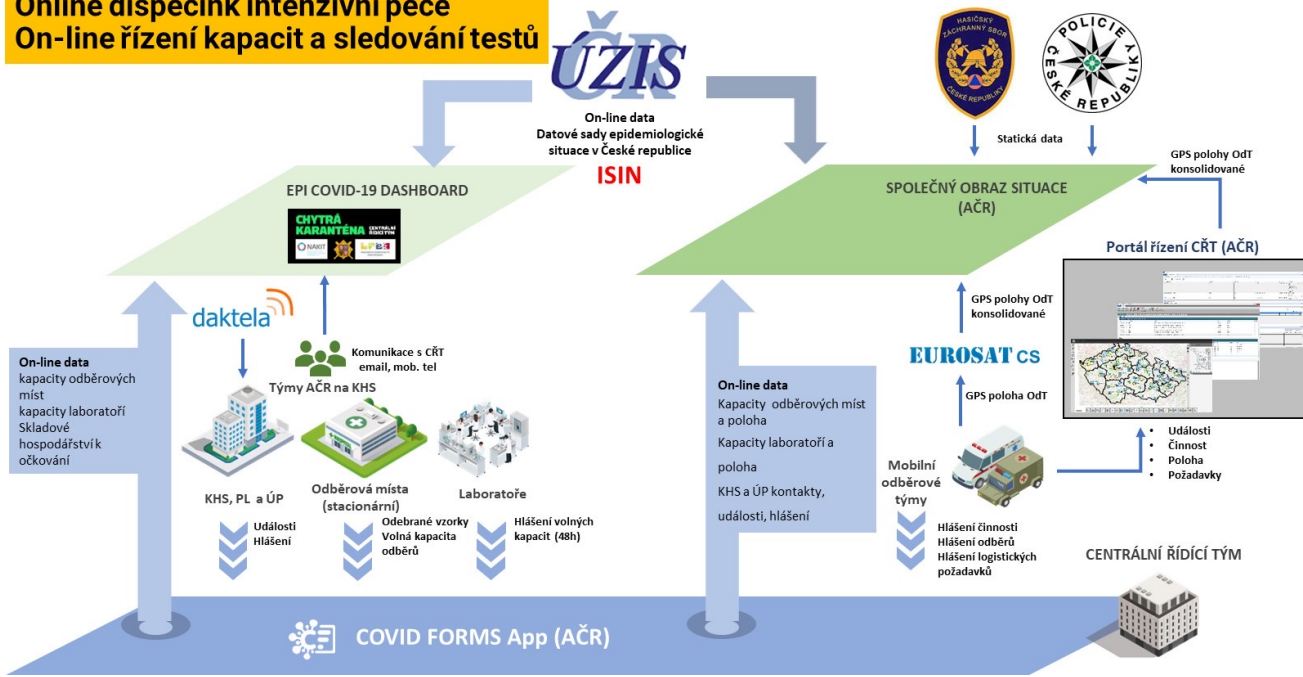 Online dispečink intenzivní péče
On-line řízení kapacit a sledování testů
ÚZIS
ČR
On-line data
Datové sady epidemiologické
situace v České republice
ISIN
HASIČSKÝ
ZÁCHRANNÝ SBOR
ČESKÉ REPUBLIKY
POLICIE
ČESKÉ REPUBLIKY
Statická data
GPS polohy OdT
konsolidované
EPI COVID-19 DASHBOARD
CHYTRÁ
KARANTÉNA
CENTRÁLNÍ
ŘÍDICÍ TÝM
NAKIT
SPOLEČNÝ OBRAZ SITUACE
(AČR)
Portál řízení CŘT (AČR)
daktela
Komunikace s CŘT
email, mob. tel
Týmy AČR na KHS
GPS polohy OdT
konsolidované
EUROSAT CS
GPS poloha OdT
On-line data
kapacity odběrových
míst
kapacity laboratoří
Skladové
hospodářství k
očkování
On-line data
Kapacity odběrových míst
a poloha
Kapacity laboratoří a
poloha
KHS a ÚP kontakty,
události, hlášení
• Události
• Činnost
• Poloha
• Požadavky
KHS, PL a ÚP
Odběrová místa
(stacionární)
Laboratoře
Mobilní
odběrové
týmy
Události
Hlášení
Odebrané vzorky
Volná kapacita
odběrů
Hlášení volných
kapacit (48h)
Hlášení činnosti
Hlášení odběrů
Hlášení logistických
požadavků
CENTRÁLNÍ ŘÍDÍCÍ TÝM
COVID FORMS App (AČR)